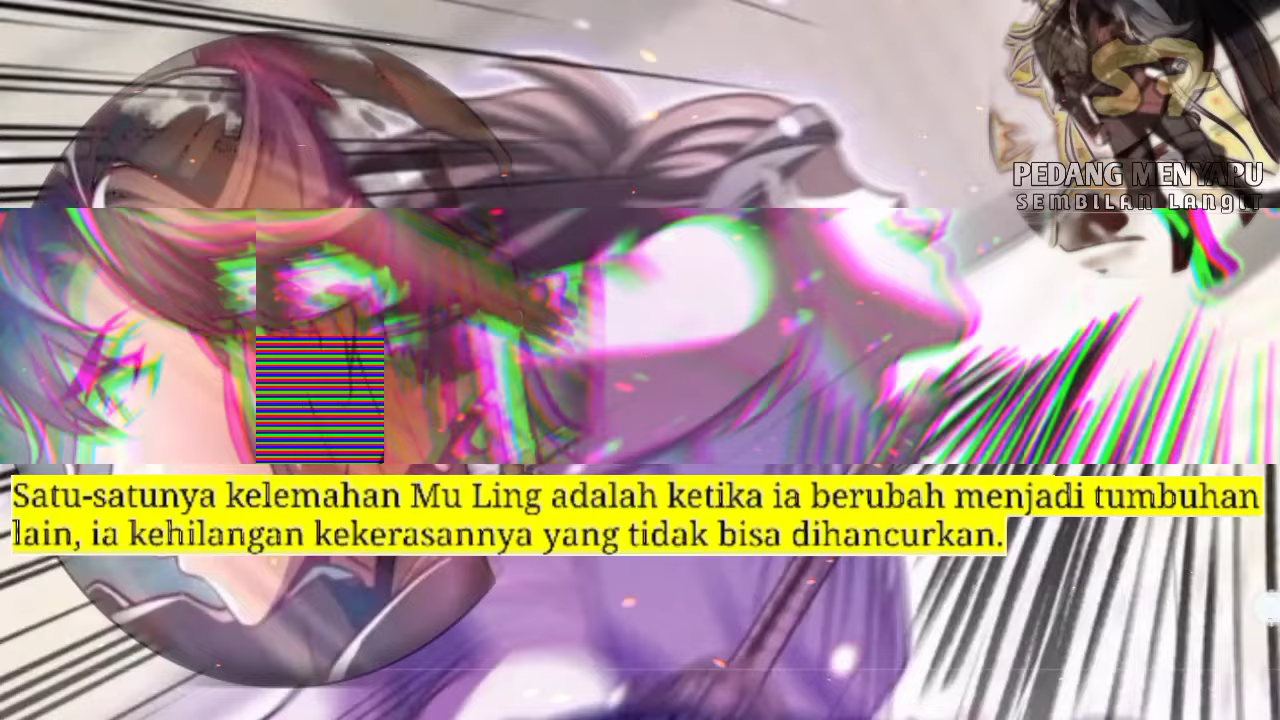 PEDANG MENYAPU
SEMBILAN LANGIT
Satu-satunya kelemahan Mu Ling adalah ketika ia berubah menjadi tumbuhan
lain, ia kehilangan kekerasannya yang tidak bisa dihancurkan.